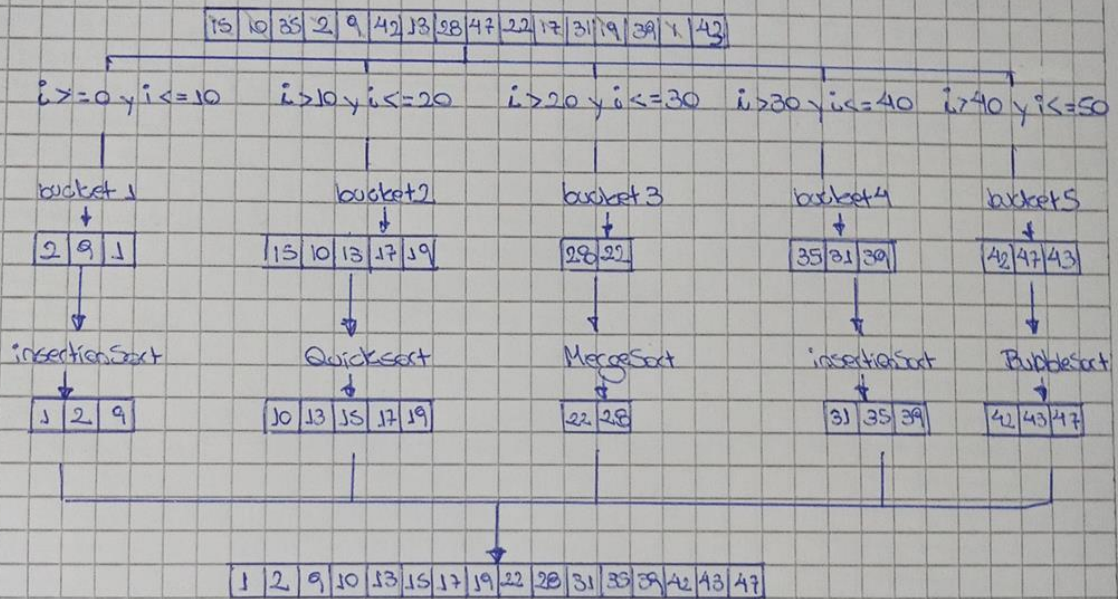 15 10 35 2 9 42 13 28 47 22 17 31 19 39 1 43
i>=0 y i<=10 i>10 y i<=20 i>20 y i<=30 i>30 y i<=40 i>40 y i<=50
bucket1 bucket2 bucket3 bucket4 bucket5
2 9 1 15 10 13 17 19 28 22 35 31 39 42 47 43
insertionSort Quicksort MergeSort insertionSort BubbleSort
1 2 9 10 13 15 17 19 22 28 31 35 39 42 43 47
1 2 9 10 13 15 17 19 22 28 31 35 39 42 43 47